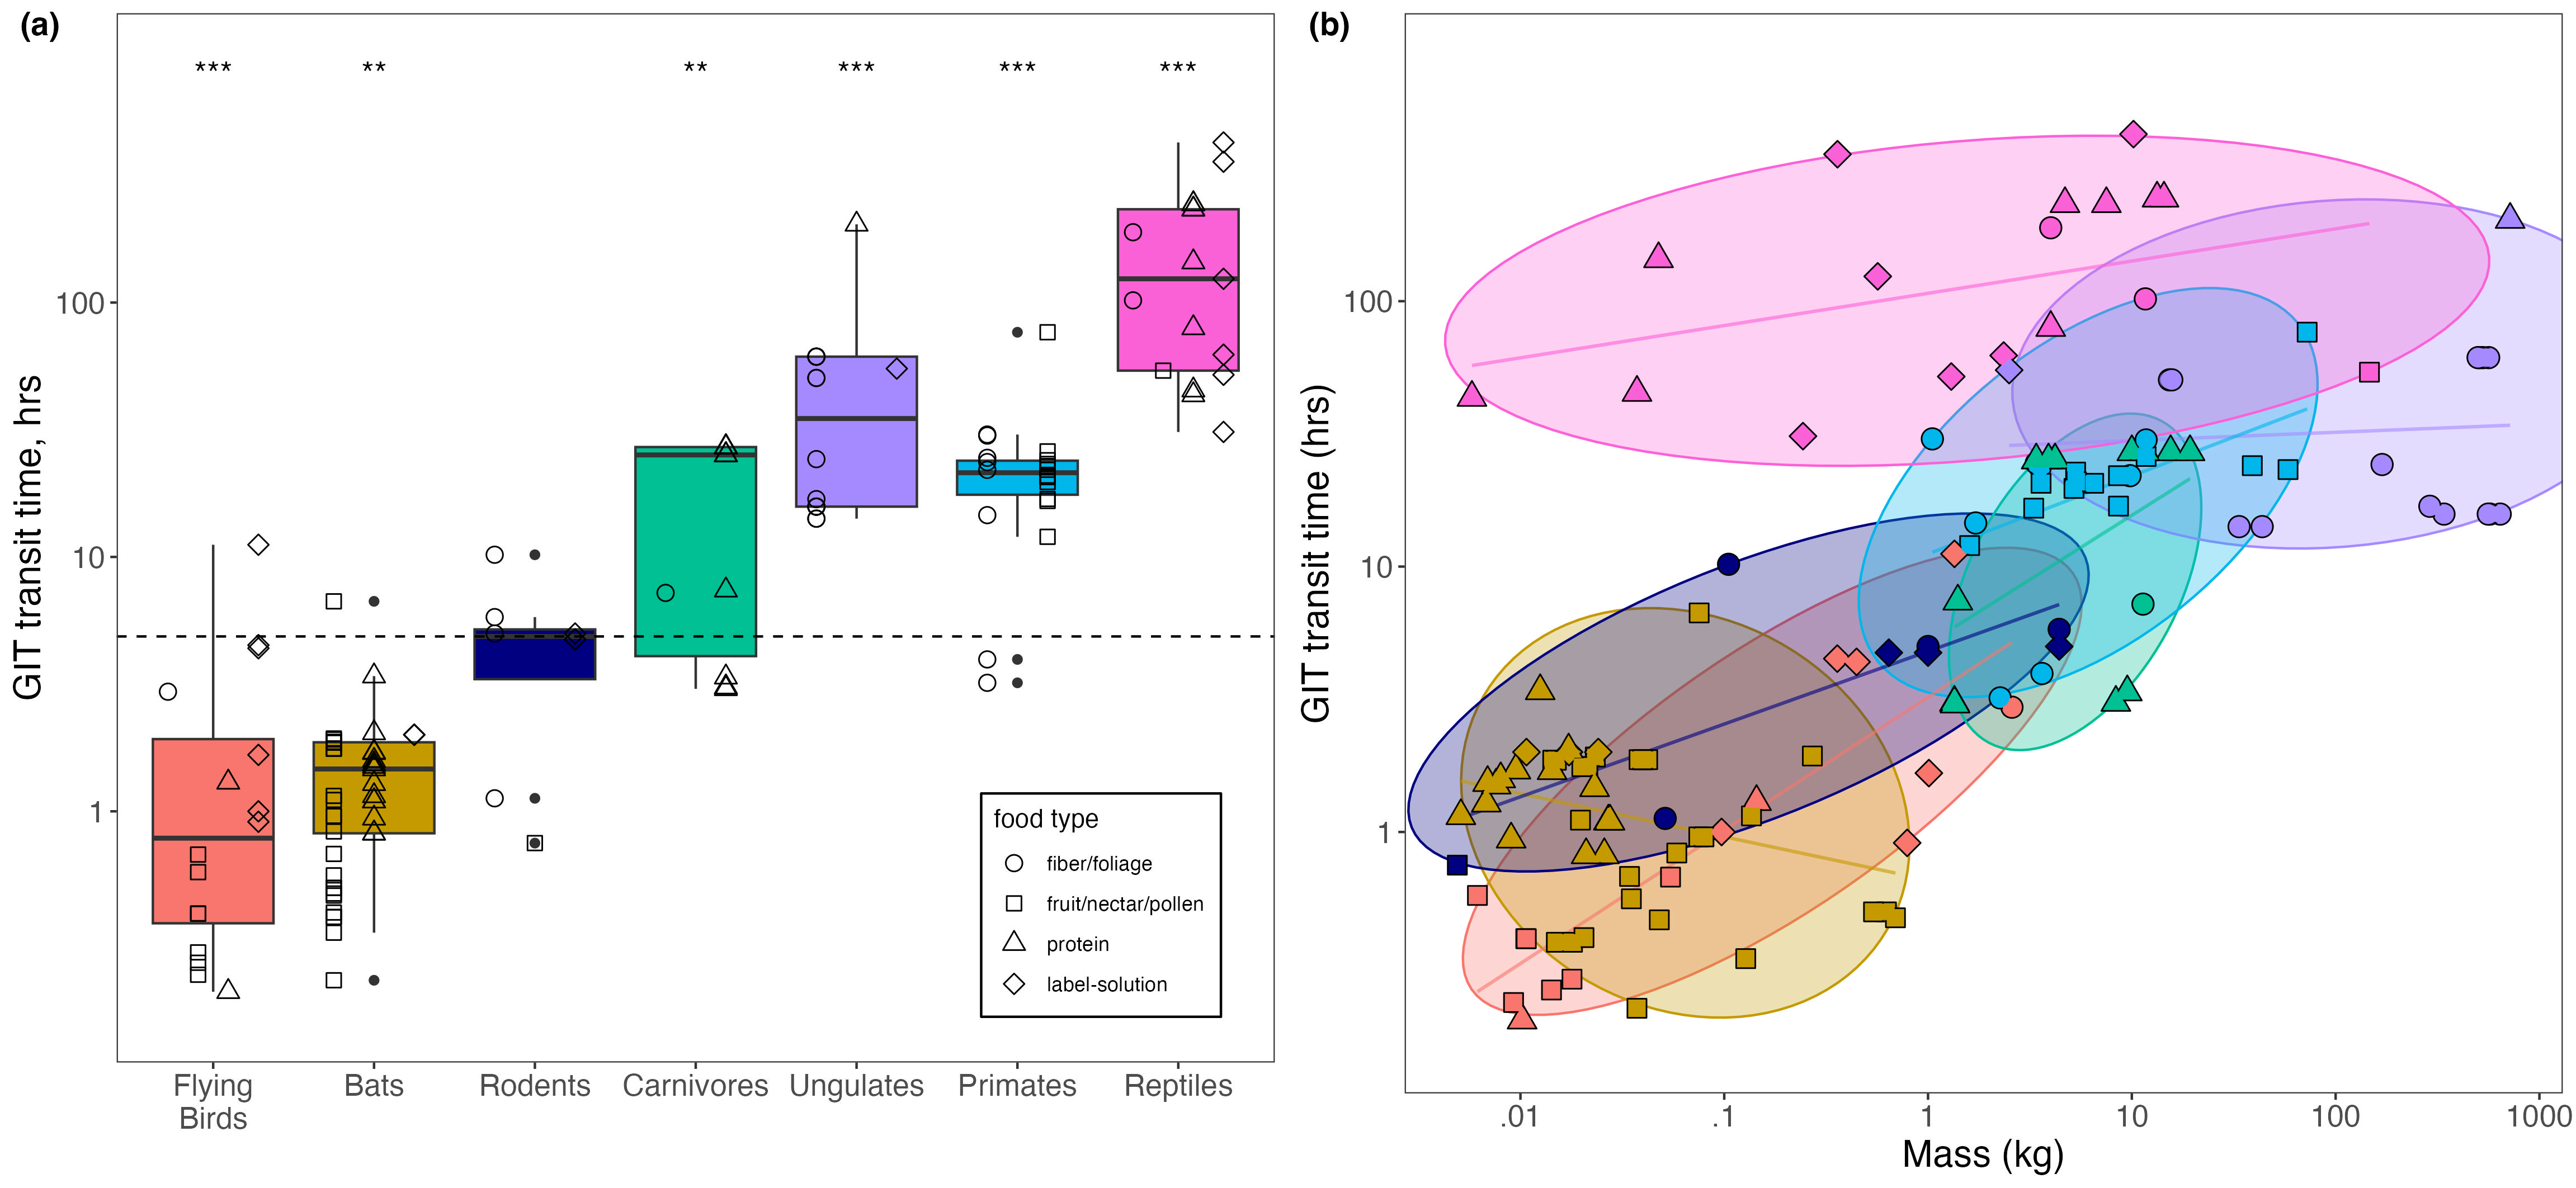 (a)
*** ** ** *** *** ***
GIT transit time, hrs
100
10
1
food type
fiber/foliage
fruit/nectar/pollen
protein
label-solution
Flying Bats Rodents Carnivores Ungulates Primates Reptiles
Birds
(b)
GIT transit time (hrs)
100
10
1
.01 .1 1 10 100 1000
Mass (kg)